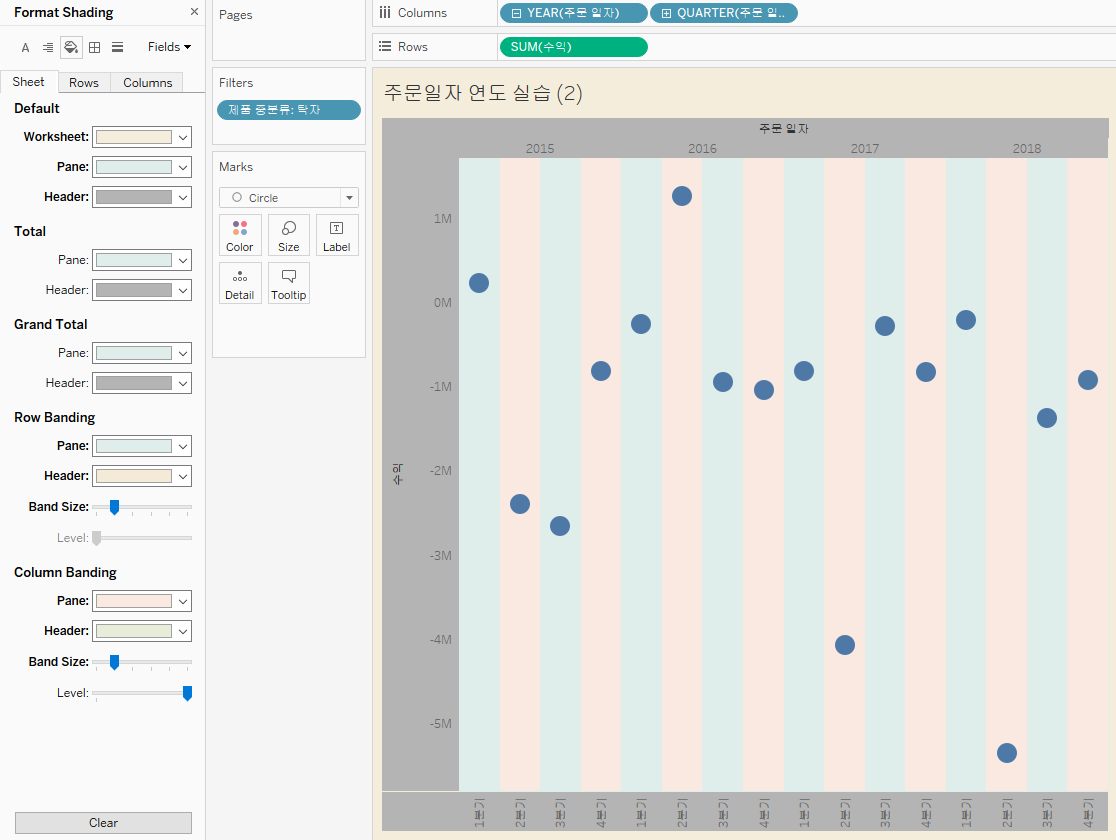 Format Shading
Fields
Sheet Rows Columns
Default
Worksheet:
Pane:
Header:
Total
Pane:
Header:
Grand Total
Pane:
Header:
Row Banding
Pane:
Header:
Band Size:
Level:
Column Banding
Pane:
Header:
Band Size:
Level:
Clear
Pages
Filters
제품 중분류: 탁자
Marks
Circle
Color Size Label
Detail Tooltip
Columns YEAR(주문 일자) QUARTER(주문 일..
Rows SUM(수익)
주문일자 연도 실습 (2)
주문 일자
2015 2016 2017 2018
1M
0M
-1M
-2M
수익
-3M
-4M
-5M
1분기 2분기 3분기 4분기 1분기 2분기 3분기 4분기 1분기 2분기 3분기 4분기 1분기 2분기 3분기 4분기